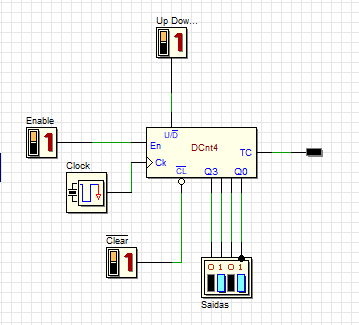 Up Dow...
1
U/D
Enable
1
En
DCnt4
TC
Clock
Ck
CL
Q3
Q0
Clear
1
0 1 0 1
Saidas